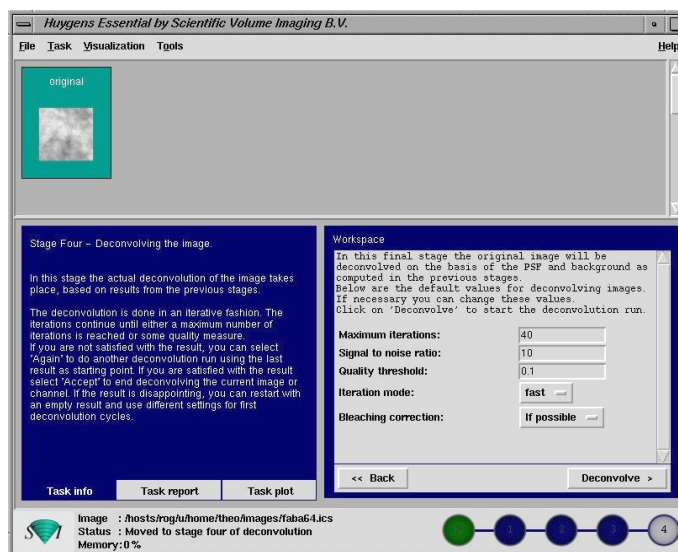 Huygens Essential by Scientific Volume Imaging B.V.
File Task Visualization Tools Help
original
Stage Four - Deconvolving the image.
In this stage the actual deconvolution of the image takes
place, based on results from the previous stages.
The deconvolution is done in an iterative fashion. The
iterations continue until either a maximum number of
iterations is reached or some quality measure.
If you are not satisfied with the result, you can select
'Again' to do another deconvolution run using the last
result as starting point. If you are satisfied with the result
select 'Accept' to end deconvolving the current image or
channel. If the result is disappointing, you can restart with
an empty result and use different settings for first
deconvolution cycles.
Task info Task report Task plot
Workspace
In this final stage the original image will be
deconvolved on the basis of the PSF and background as
computed in the previous stages.
Below are the default values for deconvolving images.
If necessary you can change these values.
Click on 'Deconvolve' to start the deconvolution run.
Maximum iterations: 40
Signal to noise ratio: 10
Quality threshold: 0.1
Iteration mode: fast
Bleaching correction: If possible
<< Back Deconvolve >
SVI
Image : /hosts/rog/u/home/theo/images/faba64.ics
Status : Moved to stage four of deconvolution
Memory: 0 %
1 2 3 4